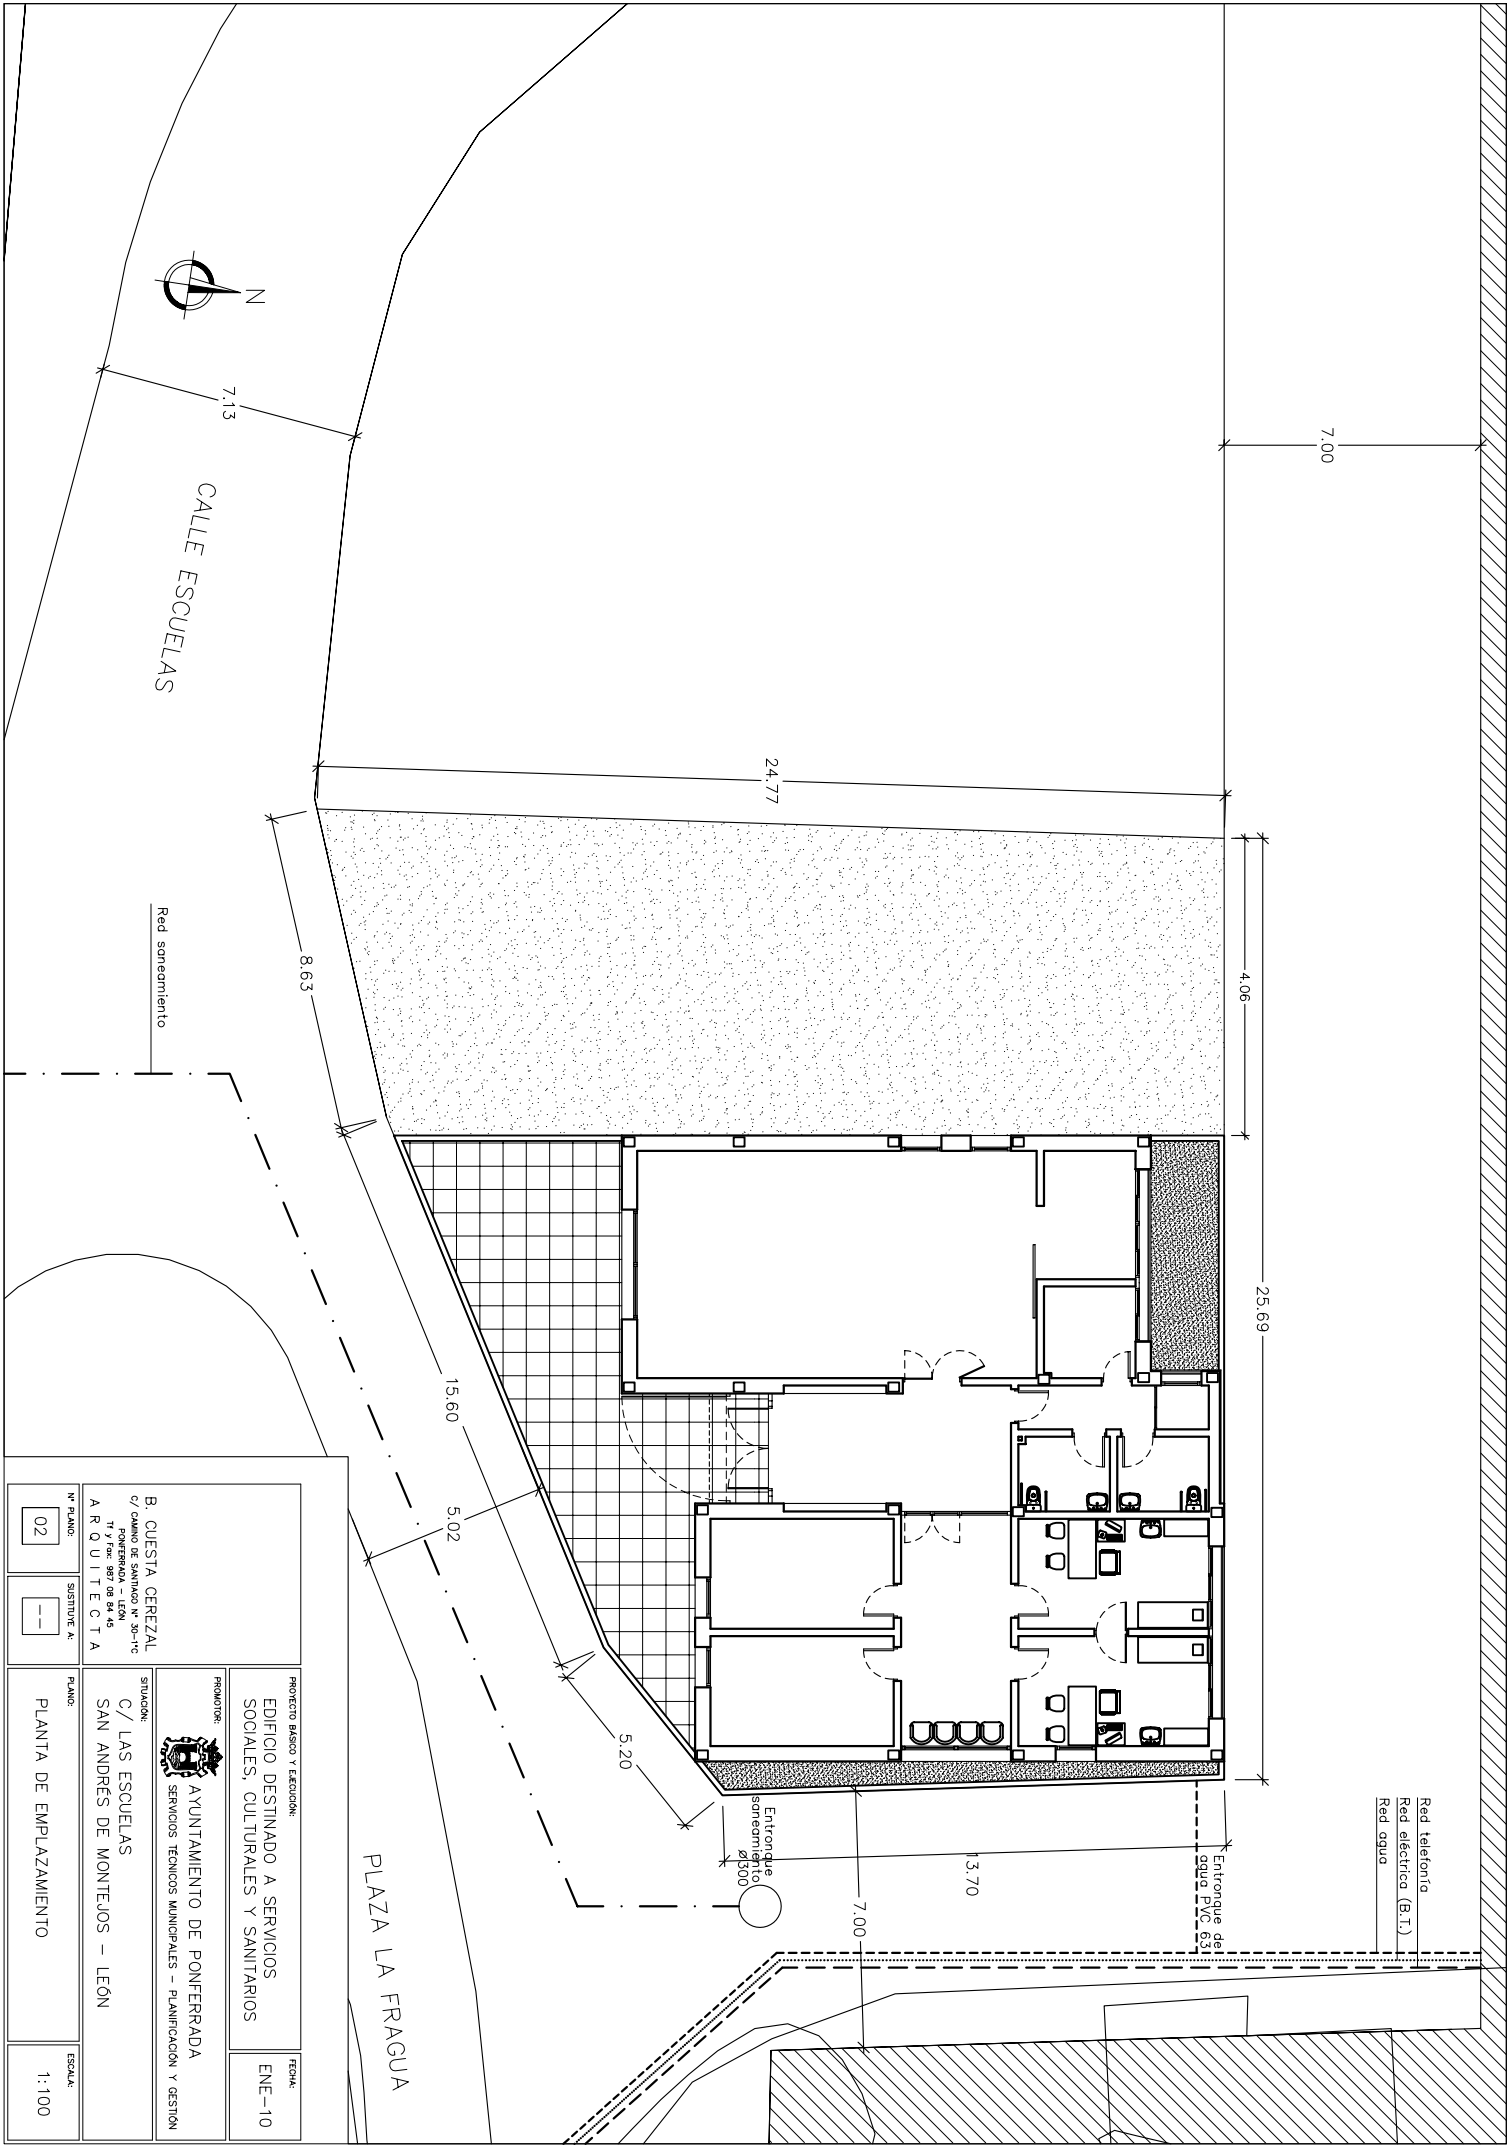 Red telefonía
Red eléctrica (B.T.)
Red agua
7.00
25.69
4.06
24.77
N
7.13
CALLE ESCUELAS
Red saneamiento
8.63
15.60
5.02
5.20
13.70
7.00
Entronque de
agua PVC 63
Entronque
saneamiento
Ø300
PLAZA LA FRAGUA
B. CUESTA CEREZAL
C/ CAMINO DE SANTIAGO Nº 30-1ºC
PONFERRADA - LEÓN
Tf y Fax: 987 08 84 45
ARQUITECTA
Nº PLANO:
02
SUSTITUYE A:
--
PROYECTO BÁSICO Y EJECUCIÓN:
EDIFICIO DESTINADO A SERVICIOS
SOCIALES, CULTURALES Y SANITARIOS
FECHA:
ENE-10
PROMOTOR:
AYUNTAMIENTO DE PONFERRADA
SERVICIOS TÉCNICOS MUNICIPALES - PLANIFICACIÓN Y GESTIÓN
SITUACIÓN:
C/ LAS ESCUELAS
SAN ANDRÉS DE MONTEJOS - LEÓN
PLANO:
PLANTA DE EMPLAZAMIENTO
ESCALA:
1:100